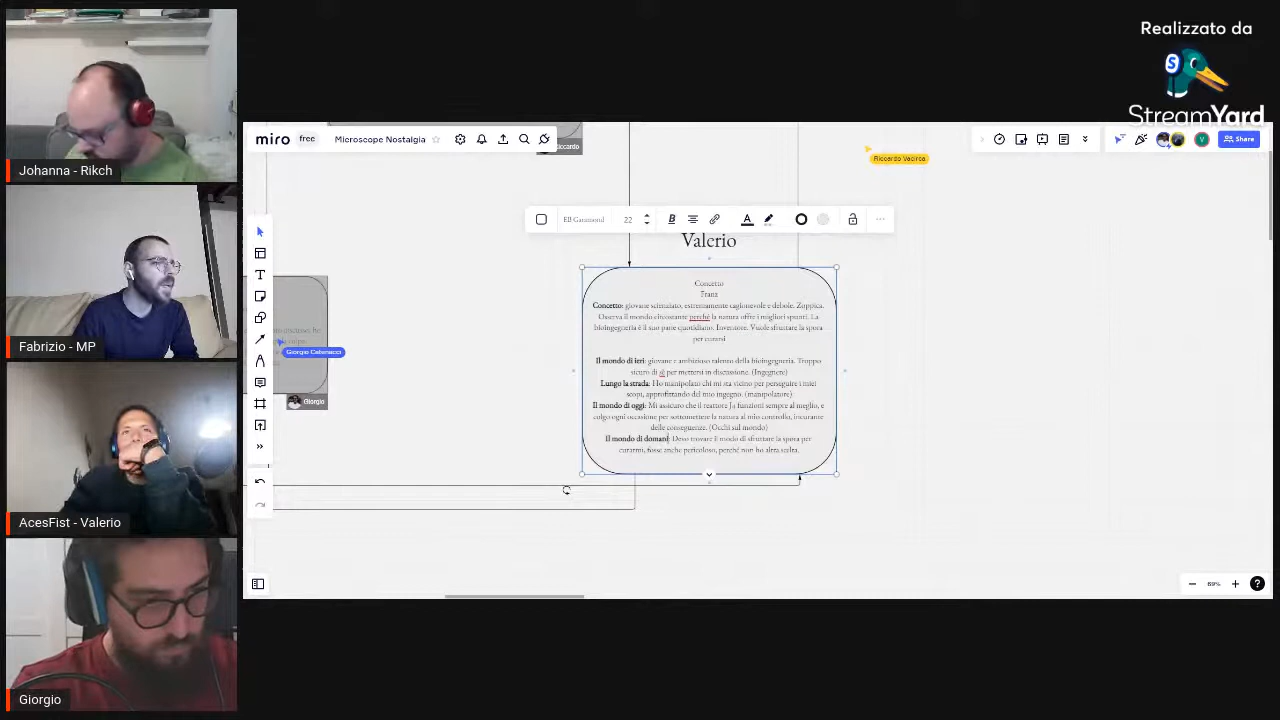 Realizzato da
StreamYard
Johanna - Rikch
Fabrizio - MP
AcesFist - Valerio
Giorgio
miro
free
Microscope Nostalgia
Share
Riccardo Vacirca
EB Garamond
22
B
A
Valerio
Concetto
Franz
Concetto: giovane scienziato, estremamente cagionevole e debole. Zoppica.
Osserva il mondo circostante perché la natura offre i migliori spunti. La
bioingegneria è il suo pane quotidiano. Inventore. Vuole sfruttare la spora
per curarsi
Il mondo di ieri: giovane e ambizioso talento della bioingegneria. Troppo
sicuro di sé per mettersi in discussione. (Ingegnere)
Lungo la strada: Ho manipolato chi mi sta vicino per perseguire i miei
scopi, approfittando del mio ingegno. (manipolatore)
Il mondo di oggi: Mi assicuro che il reattore J9 funzioni sempre al meglio, e
colgo ogni occasione per sottomettere la natura al mio controllo, incurante
delle conseguenze. (Occhi sul mondo)
Il mondo di domani: Devo trovare il modo di sfruttare la spora per
curarmi, fosse anche pericoloso, perché non ho altra scelta.
Giorgio Catenacci
Giorgio
V
69%